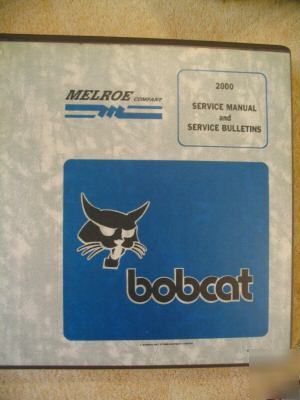 MELROE COMPANY
2000
SERVICE MANUAL
and
SERVICE BULLETINS
bobcat